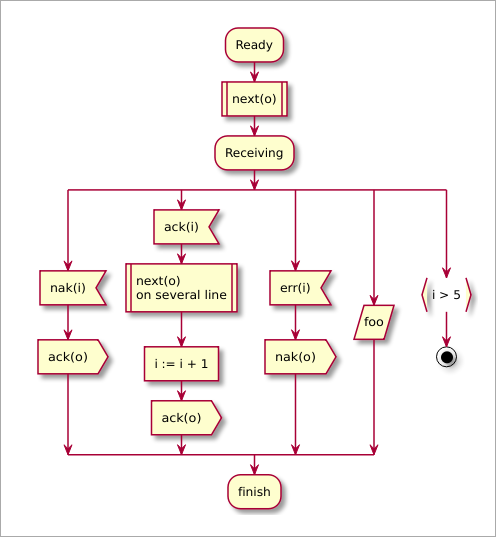 Ready
next(o)
Receiving
nak(i)
ack(o)
ack(i)
next(o)
on several line
i := i + 1
ack(o)
err(i)
nak(o)
foo
i > 5
finish